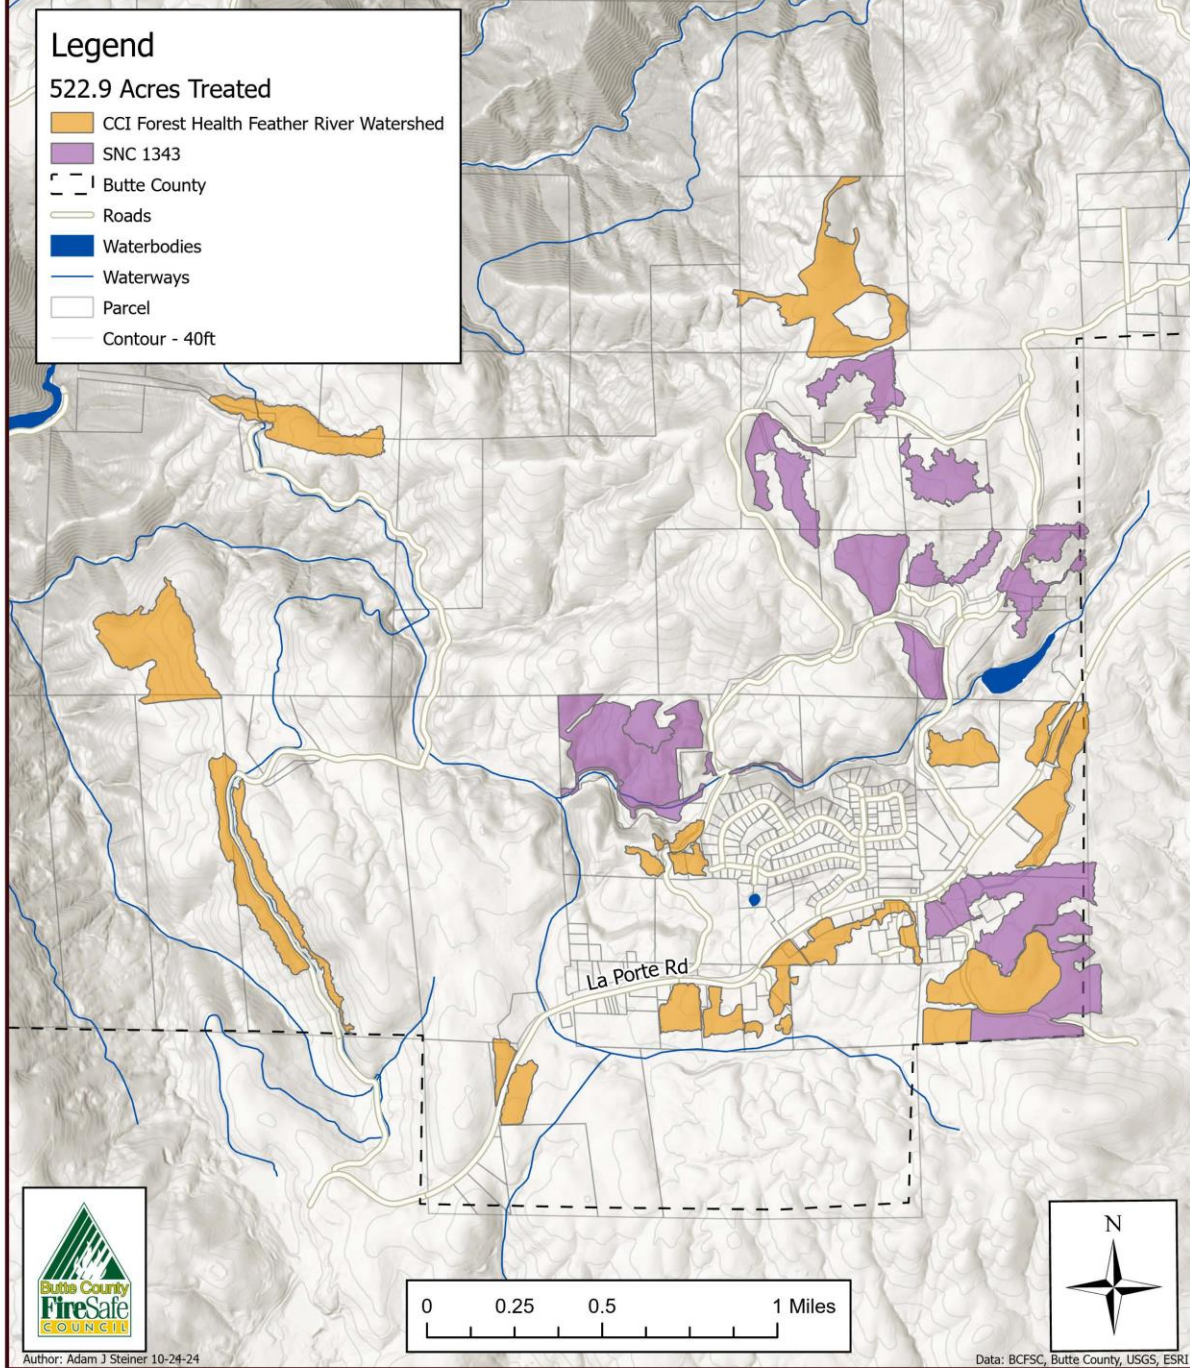 Legend
522.9 Acres Treated
CCI Forest Health Feather River Watershed
SNC 1343
Butte County
Roads
Waterbodies
Waterways
Parcel
Contour - 40ft
La Porte Rd
Butte County
FireSafe
COUNCIL
0 0.25 0.5 1 Miles
N
Author: Adam J Steiner 10-24-24
Data: BCFSC, Butte County, USGS, ESRI